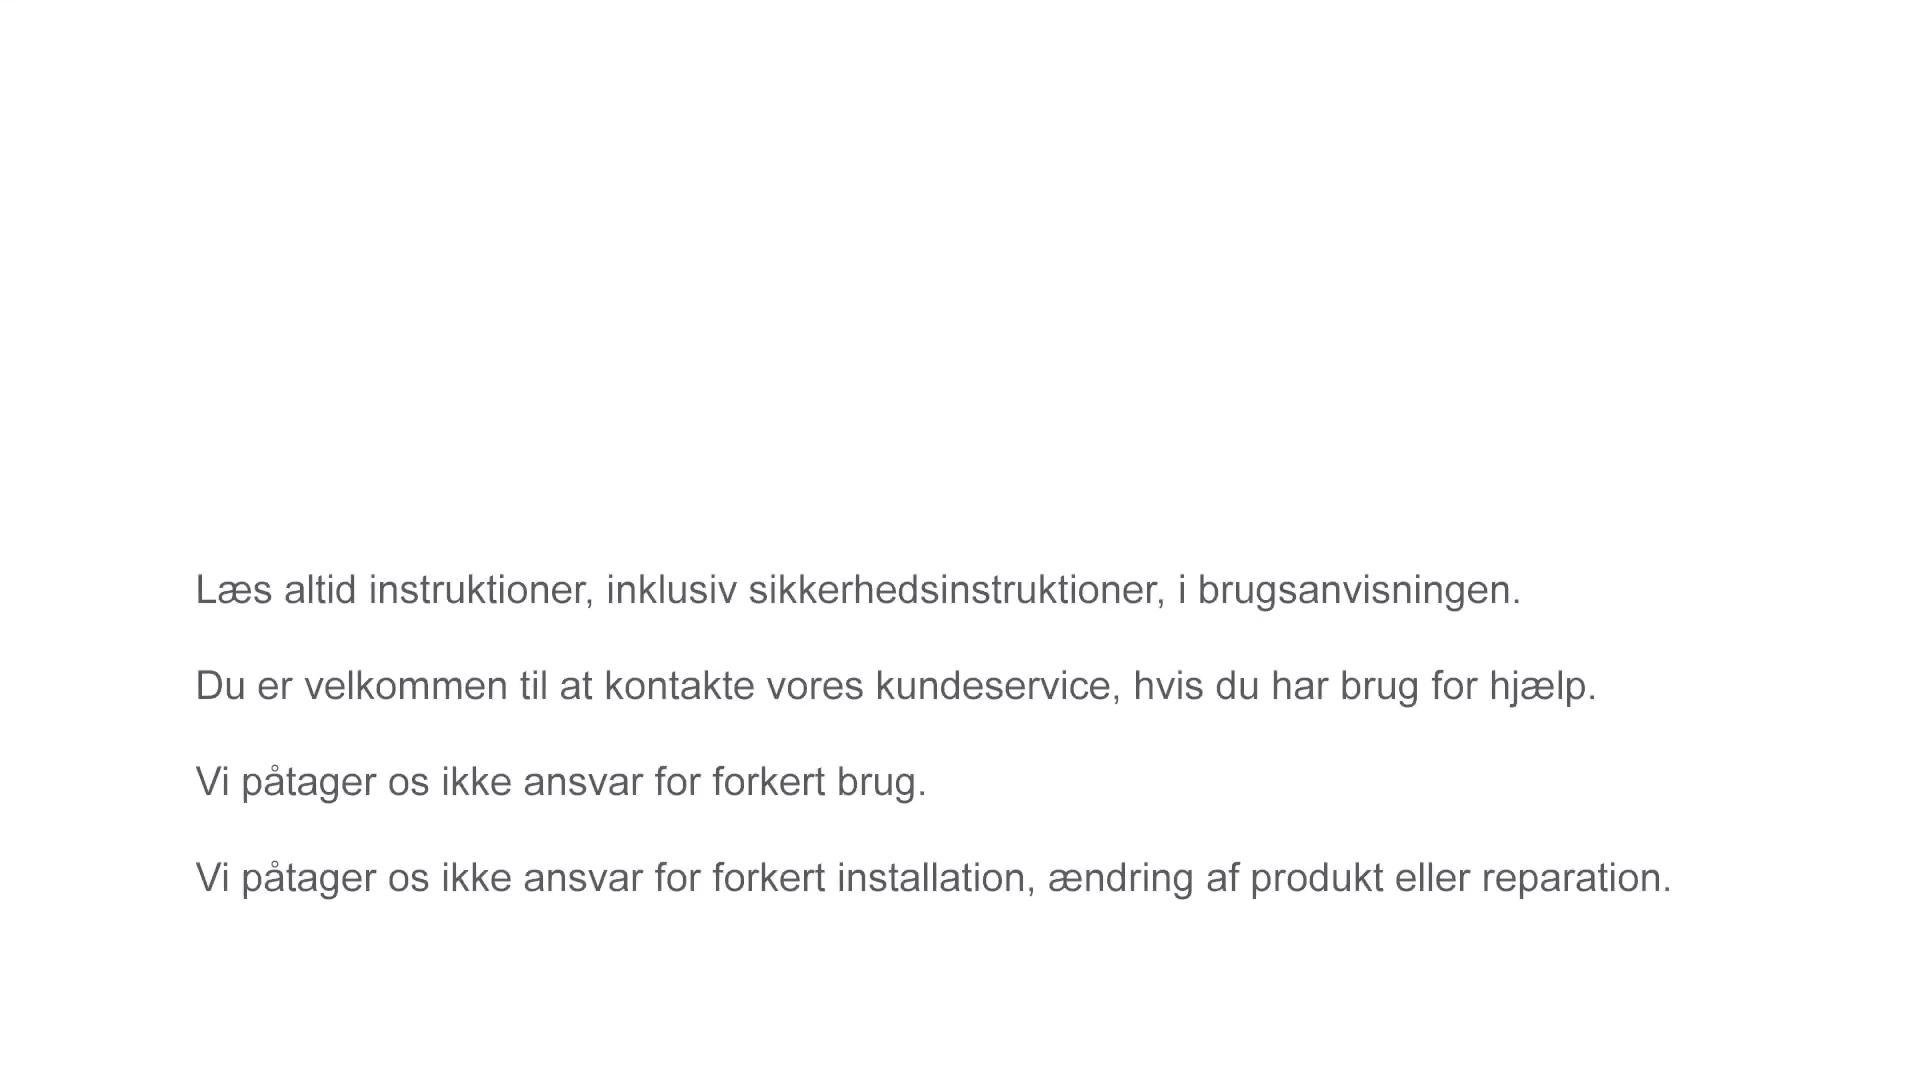 Læs altid instruktioner, inklusiv sikkerhedsinstruktioner, i brugsanvisningen.
Du er velkommen til at kontakte vores kundeservice, hvis du har brug for hjælp.
Vi påtager os ikke ansvar for forkert brug.
Vi påtager os ikke ansvar for forkert installation, ændring af produkt eller reparation.